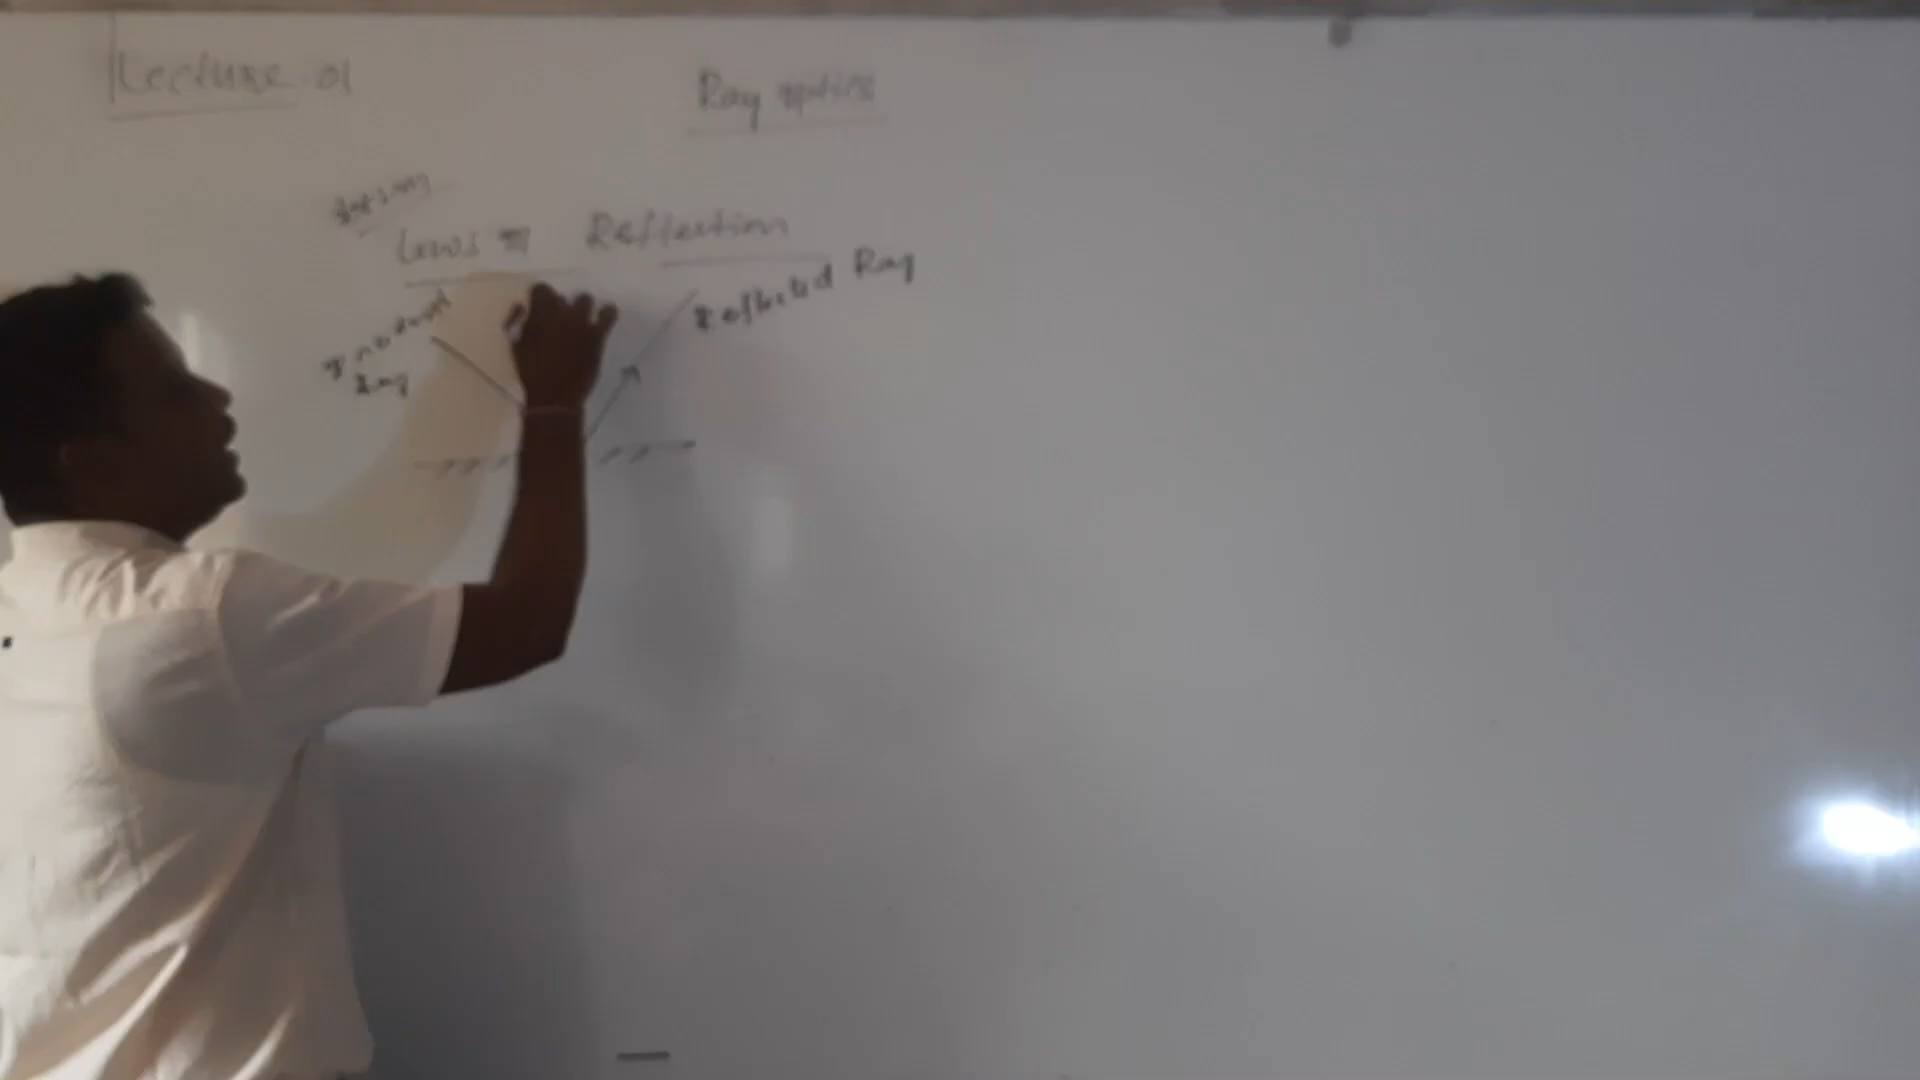 Lecture-01
Ray optics
Laws of Reflection
Reflected Ray
Incident
Ray